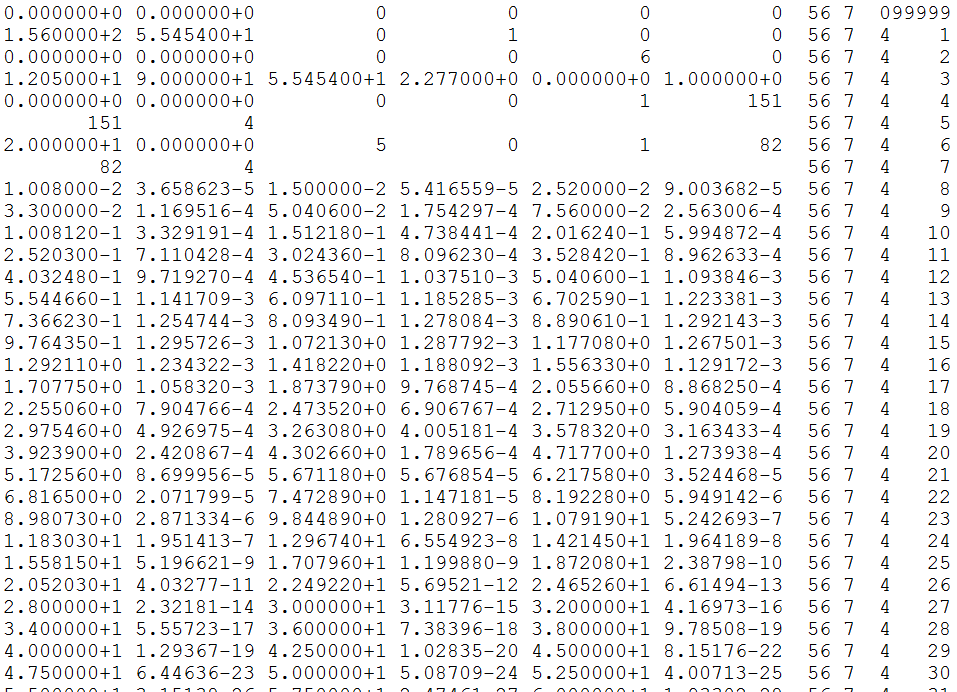 0.000000+0 0.000000+0          0          0          0          0  56 7  099999
1.560000+2 5.545400+1          0          1          0          0  56 7  4    1
0.000000+0 0.000000+0          0          0          6          0  56 7  4    2
1.205000+1 9.000000+1 5.545400+1 2.277000+0 0.000000+0 1.000000+0  56 7  4    3
0.000000+0 0.000000+0          0          0          1        151  56 7  4    4
       151          4                                              56 7  4    5
2.000000+1 0.000000+0          5          0          1         82  56 7  4    6
        82          4                                              56 7  4    7
1.008000-2 3.658623-5 1.500000-2 5.416559-5 2.520000-2 9.003682-5  56 7  4    8
3.300000-2 1.169516-4 5.040600-2 1.754297-4 7.560000-2 2.563006-4  56 7  4    9
1.008120-1 3.329191-4 1.512180-1 4.738441-4 2.016240-1 5.994872-4  56 7  4   10
2.520300-1 7.110428-4 3.024360-1 8.096230-4 3.528420-1 8.962633-4  56 7  4   11
4.032480-1 9.719270-4 4.536540-1 1.037510-3 5.040600-1 1.093846-3  56 7  4   12
5.544660-1 1.141709-3 6.097110-1 1.185285-3 6.702590-1 1.223381-3  56 7  4   13
7.366230-1 1.254744-3 8.093490-1 1.278084-3 8.890610-1 1.292143-3  56 7  4   14
9.764350-1 1.295726-3 1.072130+0 1.287792-3 1.177080+0 1.267501-3  56 7  4   15
1.292110+0 1.234322-3 1.418220+0 1.188092-3 1.556330+0 1.129172-3  56 7  4   16
1.707750+0 1.058320-3 1.873790+0 9.768745-4 2.055660+0 8.868250-4  56 7  4   17
2.255060+0 7.904766-4 2.473520+0 6.906767-4 2.712950+0 5.904059-4  56 7  4   18
2.975460+0 4.926975-4 3.263080+0 4.005181-4 3.578320+0 3.163433-4  56 7  4   19
3.923900+0 2.420867-4 4.302660+0 1.789656-4 4.717700+0 1.273938-4  56 7  4   20
5.172560+0 8.699956-5 5.671180+0 5.676854-5 6.217580+0 3.524468-5  56 7  4   21
6.816500+0 2.071799-5 7.472890+0 1.147181-5 8.192280+0 5.949142-6  56 7  4   22
8.980730+0 2.871334-6 9.844890+0 1.280927-6 1.079190+1 5.242693-7  56 7  4   23
1.183030+1 1.951413-7 1.296740+1 6.554923-8 1.421450+1 1.964189-8  56 7  4   24
1.558150+1 5.196621-9 1.707960+1 1.199880-9 1.872080+1 2.38798-10  56 7  4   25
2.052030+1 4.03277-11 2.249220+1 5.69521-12 2.465260+1 6.61494-13  56 7  4   26
2.800000+1 2.32181-14 3.000000+1 3.11776-15 3.200000+1 4.16973-16  56 7  4   27
3.400000+1 5.55723-17 3.600000+1 7.38396-18 3.800000+1 9.78508-19  56 7  4   28
4.000000+1 1.29367-19 4.250000+1 1.02835-20 4.500000+1 8.15176-22  56 7  4   29
4.750000+1 6.44636-23 5.000000+1 5.08709-24 5.250000+1 4.00713-25  56 7  4   30